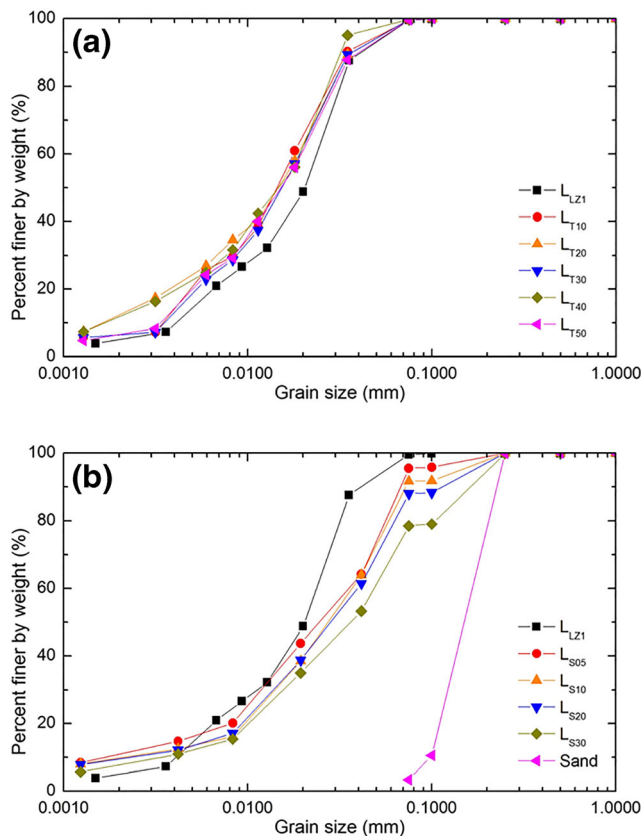 (a)
Percent finer by weight (%)
100
80
60
40
20
0
L_LZ1
L_T10
L_T20
L_T30
L_T40
L_T50
0.0010 0.0100 0.1000 1.0000
Grain size (mm)
(b)
Percent finer by weight (%)
100
80
60
40
20
0
L_LZ1
L_S05
L_S10
L_S20
L_S30
Sand
0.0010 0.0100 0.1000 1.0000
Grain size (mm)